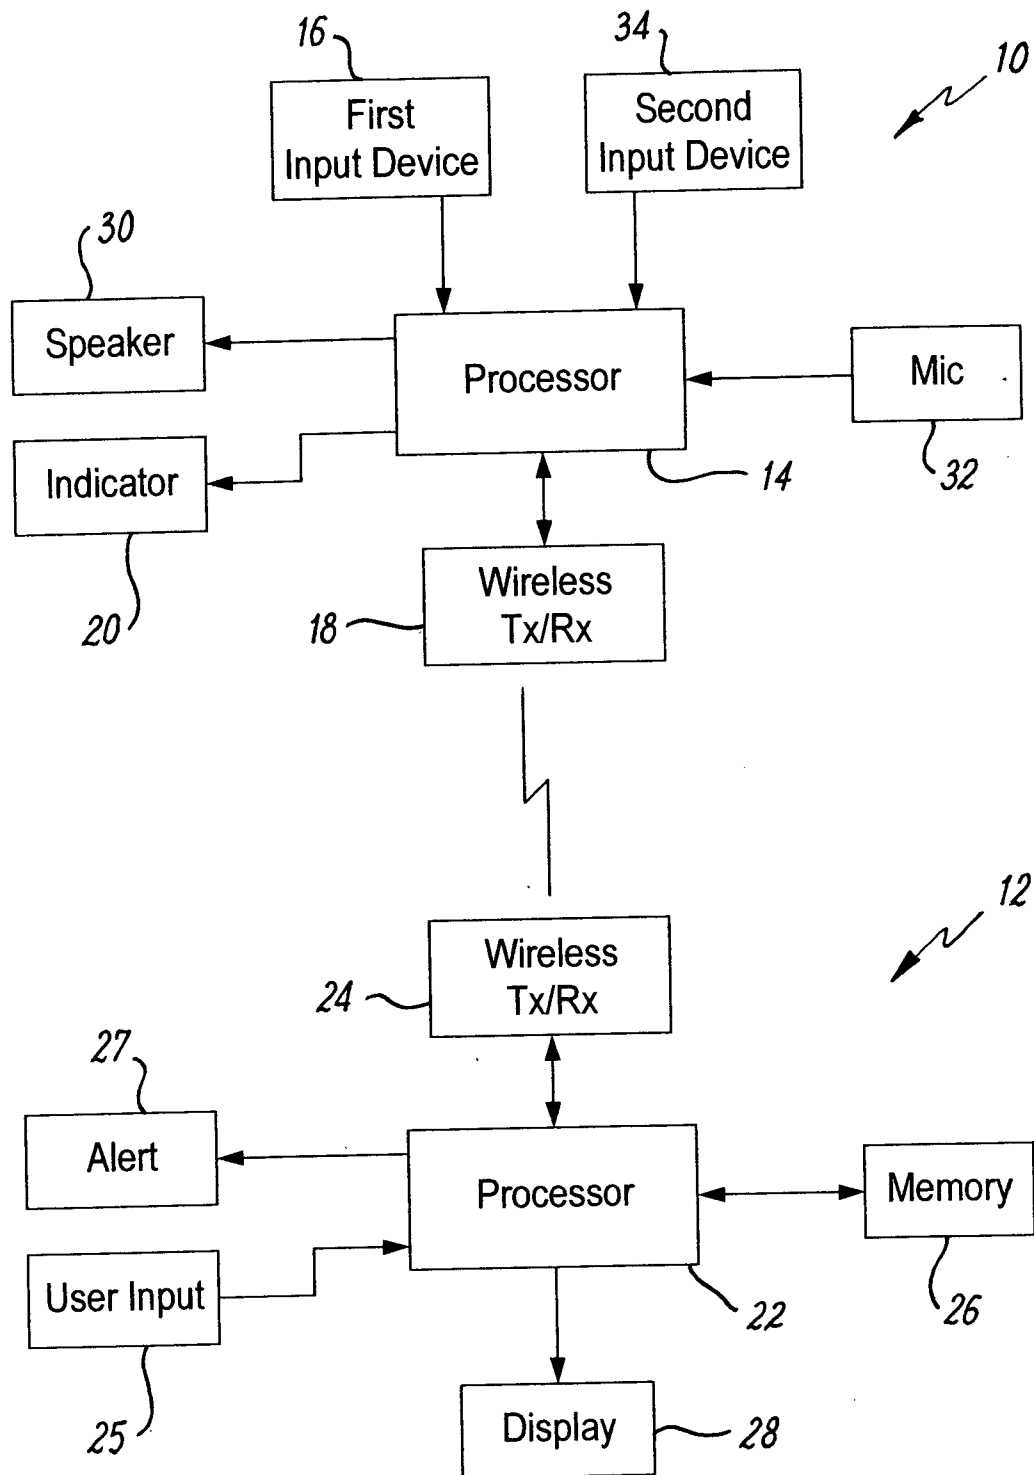 16
34
10
First
Input Device
Second
Input Device
30
Speaker
Processor
Mic
Indicator
14
32
20
18
Wireless
Tx/Rx
12
24
Wireless
Tx/Rx
27
Alert
Processor
Memory
User Input
22
26
25
Display
28